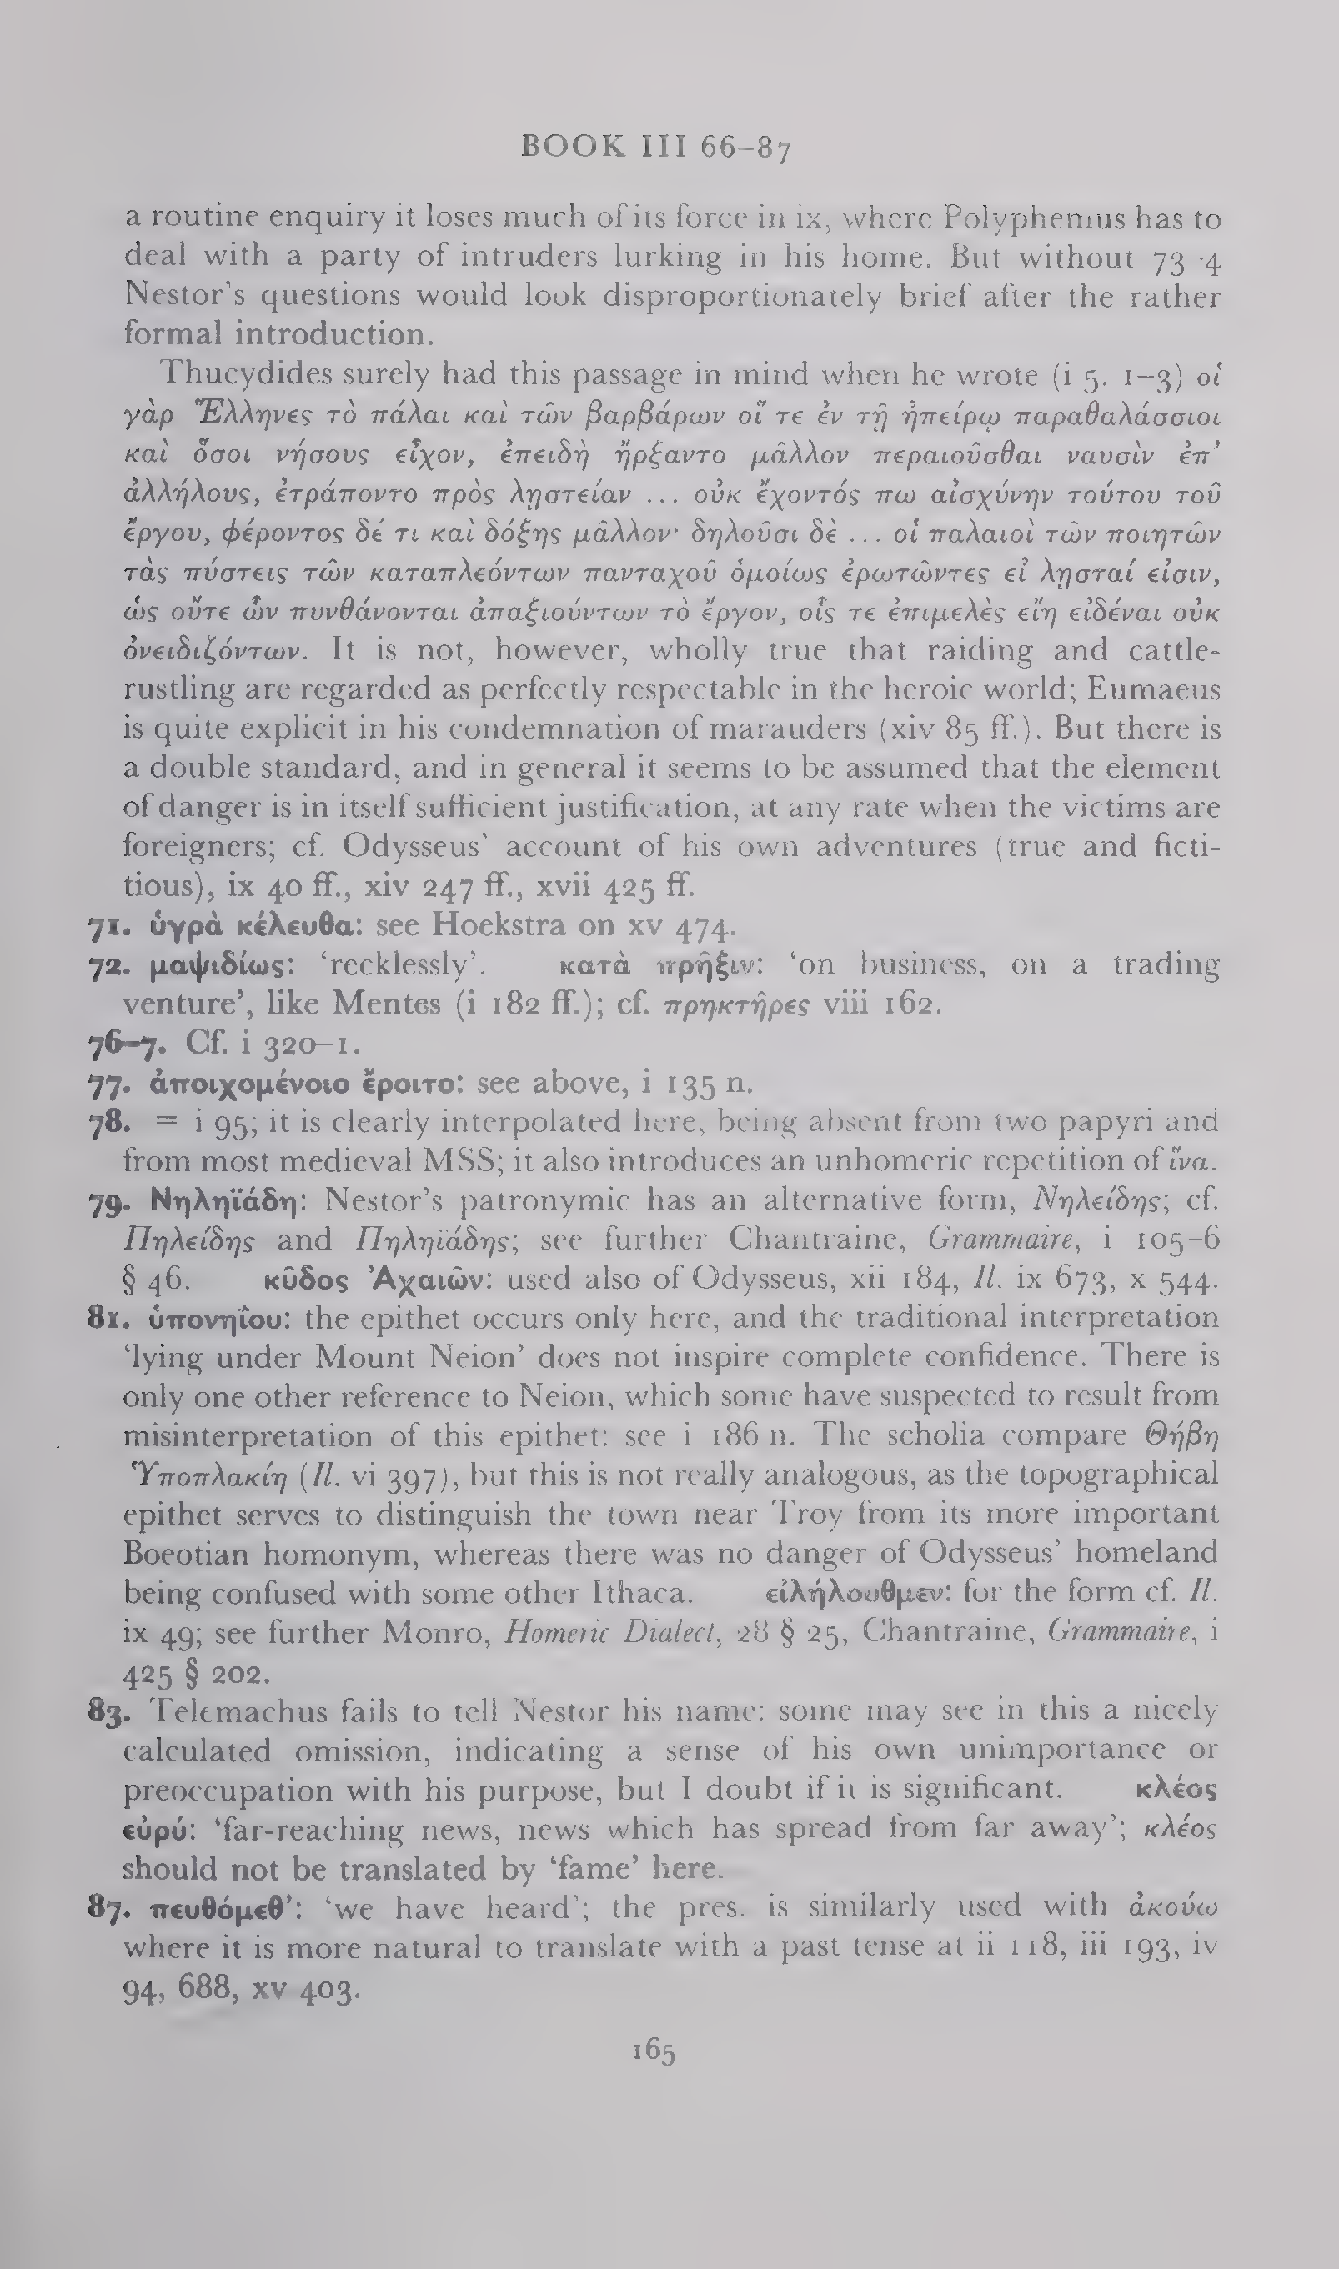 BOOK III 66–87
a routine enquiry it loses much of its force in ix, where Polyphemus has to
deal with a party of intruders lurking in his home. But without 73–4
Nestor's questions would look disproportionately brief after the rather
formal introduction.
Thucydides surely had this passage in mind when he wrote (i 5. 1–3) οἱ
γὰρ Ἕλληνες τὸ πάλαι καὶ τῶν βαρβάρων οἵ τε ἐν τῇ ἠπείρῳ παραθαλάσσιοι
καὶ ὅσοι νήσους εἶχον, ἐπειδὴ ἤρξαντο μᾶλλον περαιοῦσθαι ναυσὶν ἐπ'
ἀλλήλους, ἐτράποντο πρὸς λῃστείαν ... οὐκ ἔχοντός πω αἰσχύνην τούτου τοῦ
ἔργου, φέροντος δέ τι καὶ δόξης μᾶλλον· δηλοῦσι δὲ ... οἱ παλαιοὶ τῶν ποιητῶν
τὰς πύστεις τῶν καταπλεόντων πανταχοῦ ὁμοίως ἐρωτῶντες εἰ λῃσταί εἰσιν,
ὡς οὔτε ὧν πυνθάνονται ἀπαξιούντων τὸ ἔργον, οἷς τε ἐπιμελὲς εἴη εἰδέναι οὐκ
ὀνειδιζόντων. It is not, however, wholly true that raiding and cattle-
rustling are regarded as perfectly respectable in the heroic world; Eumaeus
is quite explicit in his condemnation of marauders (xiv 85 ff.). But there is
a double standard, and in general it seems to be assumed that the element
of danger is in itself sufficient justification, at any rate when the victims are
foreigners; cf. Odysseus' account of his own adventures (true and ficti-
tious), ix 40 ff., xiv 247 ff., xvii 425 ff.
71. ὑγρὰ κέλευθα: see Hoekstra on xv 474.
72. μαψιδίως: 'recklessly'. κατὰ πρῆξιν: 'on business, on a trading
venture', like Mentes (i 182 ff.); cf. πρηκτῆρες viii 162.
76–7. Cf. i 320–1.
77. ἀποιχομένοιο ἔροιτο: see above, i 135 n.
78. = i 95; it is clearly interpolated here, being absent from two papyri and
from most medieval MSS; it also introduces an unhomeric repetition of ἵνα.
79. Νηληϊάδη: Nestor's patronymic has an alternative form, Νηλείδης; cf.
Πηλείδης and Πηληϊάδης; see further Chantraine, Grammaire, i 105–6
§ 46. κῦδος Ἀχαιῶν: used also of Odysseus, xii 184, Il. ix 673, x 544.
81. ὑπονηΐου: the epithet occurs only here, and the traditional interpretation
'lying under Mount Neion' does not inspire complete confidence. There is
only one other reference to Neion, which some have suspected to result from
misinterpretation of this epithet: see i 186 n. The scholia compare Θήβη
Ὑποπλακίη (Il. vi 397), but this is not really analogous, as the topographical
epithet serves to distinguish the town near Troy from its more important
Boeotian homonym, whereas there was no danger of Odysseus' homeland
being confused with some other Ithaca. εἰλήλουθμεν: for the form cf. Il.
ix 49; see further Monro, Homeric Dialect, 28 § 25, Chantraine, Grammaire, i
425 § 202.
83. Telemachus fails to tell Nestor his name: some may see in this a nicely
calculated omission, indicating a sense of his own unimportance or
preoccupation with his purpose, but I doubt if it is significant. κλέος
εὐρύ: 'far-reaching news, news which has spread from far away'; κλέος
should not be translated by 'fame' here.
87. πευθόμεθ': 'we have heard'; the pres. is similarly used with ἀκούω
where it is more natural to translate with a past tense at ii 118, iii 193, iv
94, 688, xv 403.
165